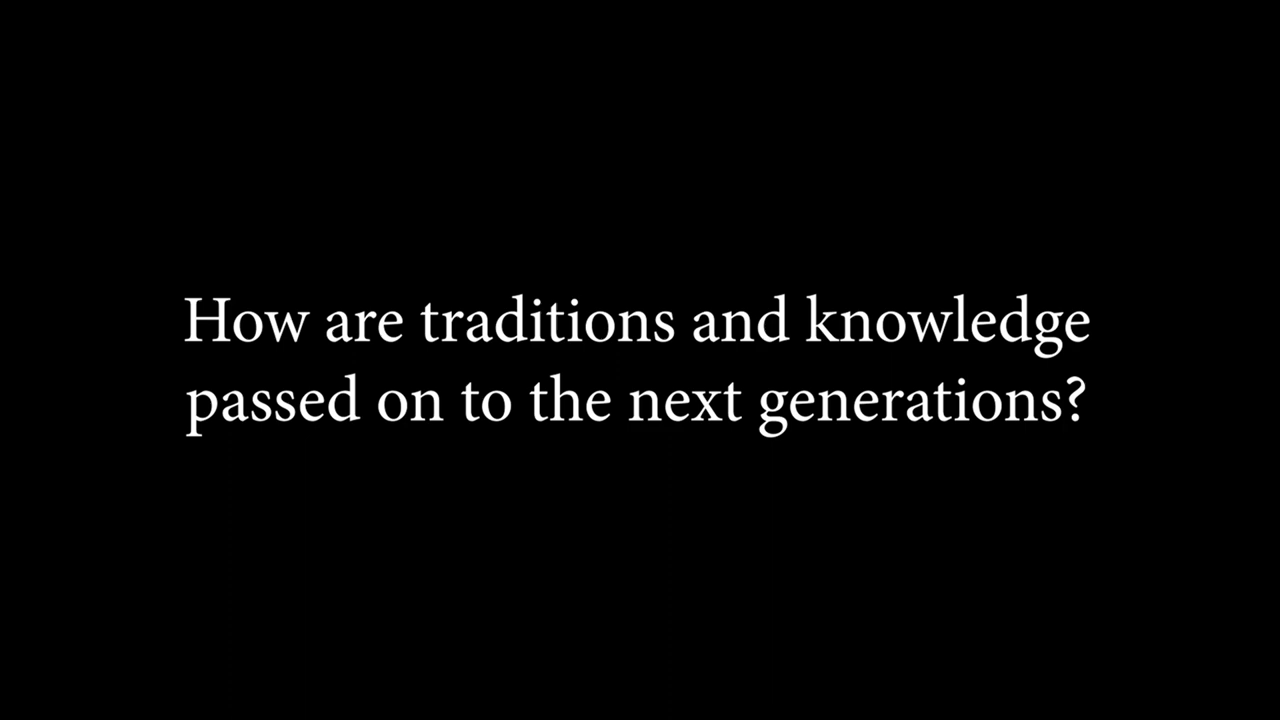 How are traditions and knowledge
passed on to the next generations?